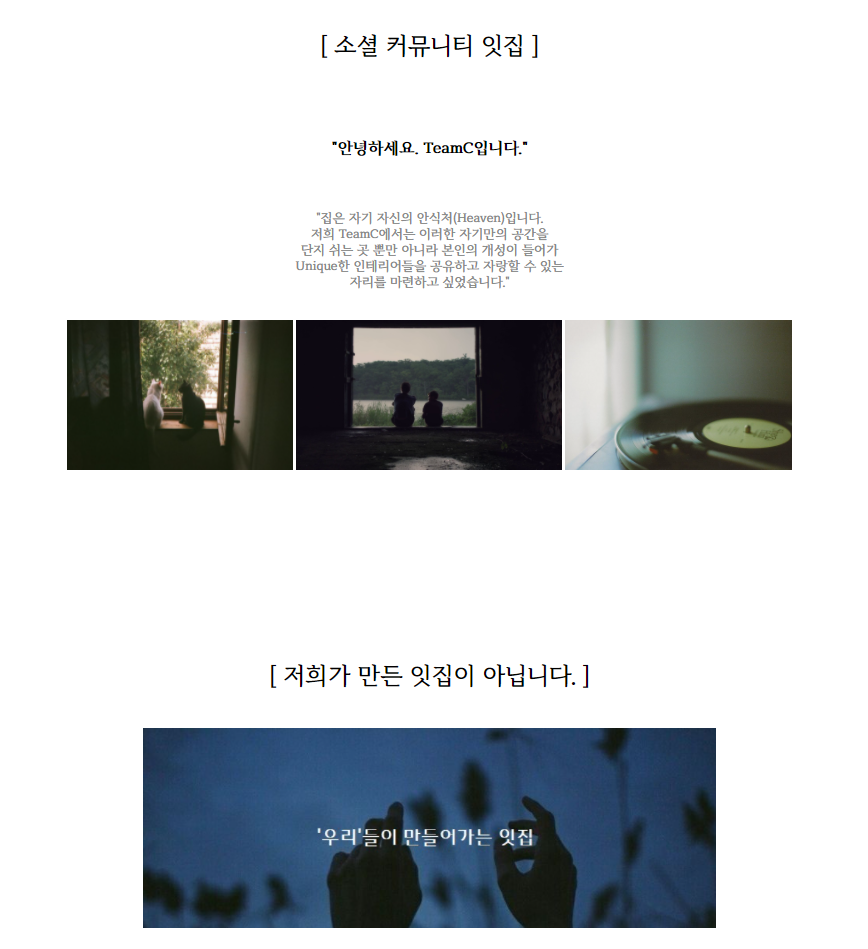 [ 소셜 커뮤니티 잇집 ]
"안녕하세요. TeamC입니다."
"집은 자기 자신의 안식처(Heaven)입니다.
저희 TeamC에서는 이러한 자기만의 공간을
단지 쉬는 곳 뿐만 아니라 본인의 개성이 들어가
Unique한 인테리어들을 공유하고 자랑할 수 있는
자리를 마련하고 싶었습니다."
[ 저희가 만든 잇집이 아닙니다. ]
'우리'들이 만들어가는 잇집